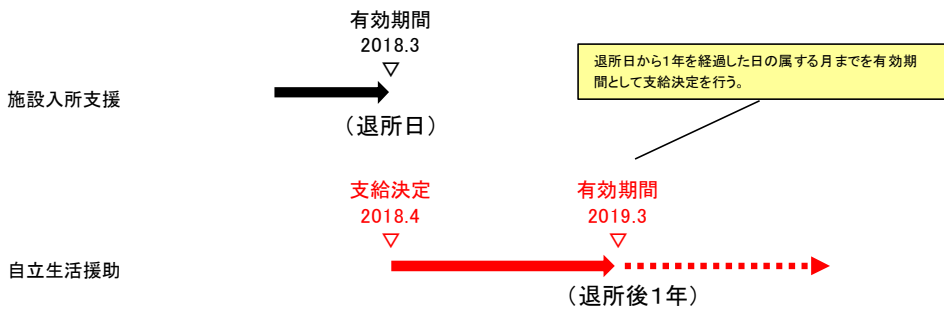 有効期間
2018.3
▽
退所日から1年を経過した日の属する月までを有効期
間として支給決定を行う。
施設入所支援
（退所日）
支給決定
2018.4
▽
有効期間
2019.3
▽
自立生活援助
（退所後1年）